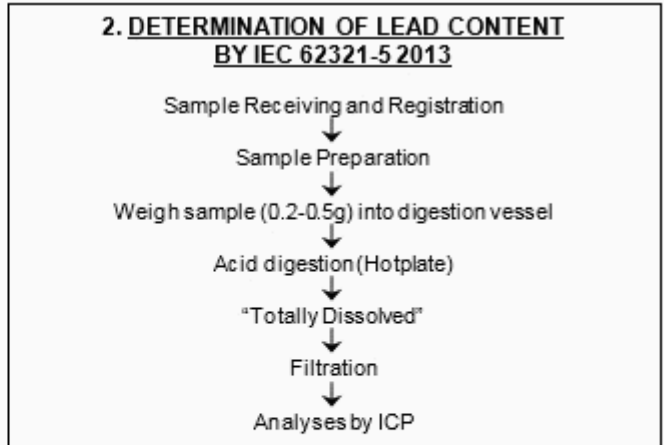 2. DETERMINATION OF LEAD CONTENT
BY IEC 62321-5 2013
Sample Receiving and Registration
Sample Preparation
Weigh sample (0.2-0.5g) into digestion vessel
Acid digestion (Hotplate)
“Totally Dissolved”
Filtration
Analyses by ICP